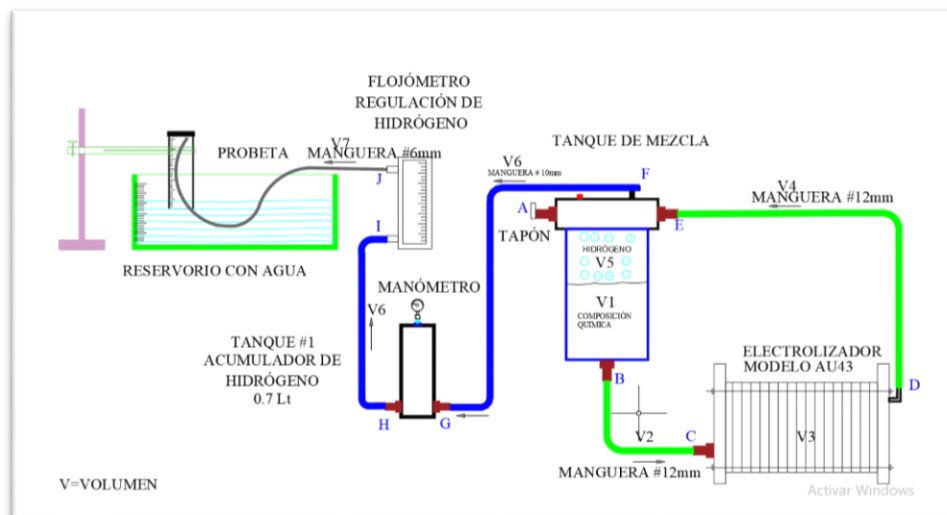 FLOJÓMETRO
REGULACIÓN DE
HIDRÓGENO
PROBETA
V7
MANGUERA #6mm
J
I
RESERVORIO CON AGUA
TANQUE DE MEZCLA
V6
MANGUERA # 10mm
F
A
TAPÓN
E
V4
MANGUERA #12mm
HIDRÓGENO
V5
V1
COMPOSICIÓN
QUIMICA
MANÓMETRO
V6
TANQUE #1
ACUMULADOR DE
HIDRÓGENO
0.7 Lt
H
G
B
V2
C
MANGUERA #12mm
ELECTROLIZADOR
MODELO AU43
D
V3
V=VOLUMEN
Activar Windows